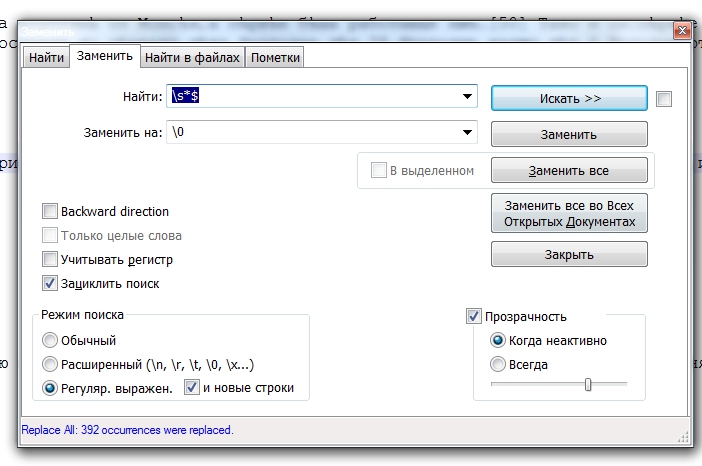 Заменить
Найти
Заменить
Найти в файлах
Пометки
Найти:
\s*$
Искать >>
Заменить на:
\0
Заменить
В выделенном
Заменить все
Backward direction
Заменить все во Всех
Открытых Документах
Только целые слова
Учитывать регистр
Закрыть
Зациклить поиск
Режим поиска
Прозрачность
Обычный
Когда неактивно
Расширенный (\n, \r, \t, \0, \x...)
Всегда
Регуляр. выражен.
и новые строки
Replace All: 392 occurrences were replaced.